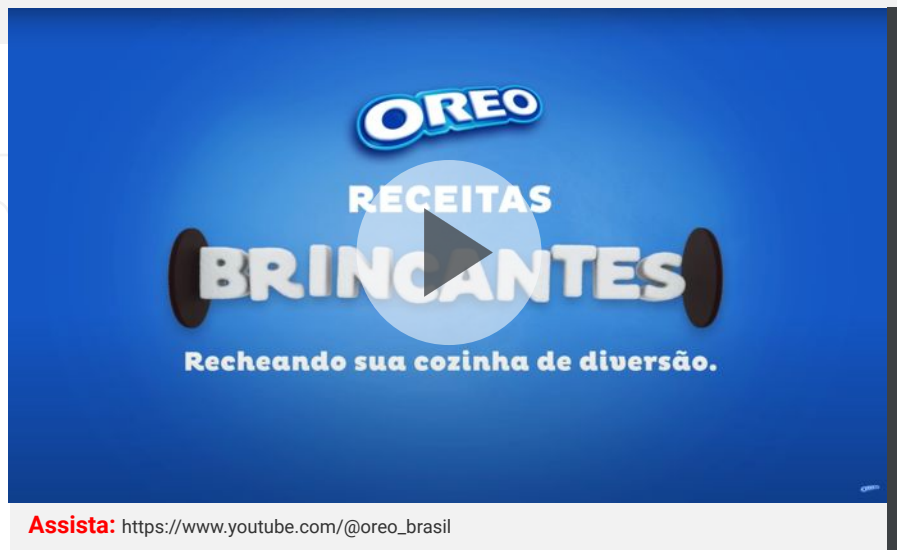 OREO
RECEITAS
BRINCANTES
Recheando sua cozinha de diversão.
OREO
Assista: https://www.youtube.com/@oreo_brasil